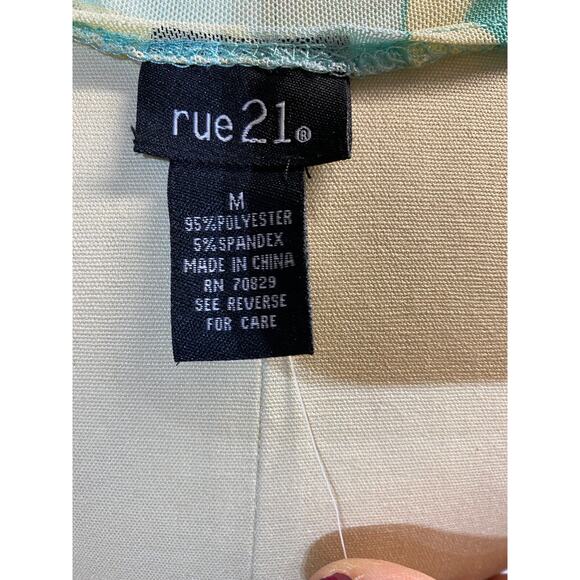 rue21®
M
95%POLYESTER
5%SPANDEX
MADE IN CHINA
RN 70829
SEE REVERSE
FOR CARE